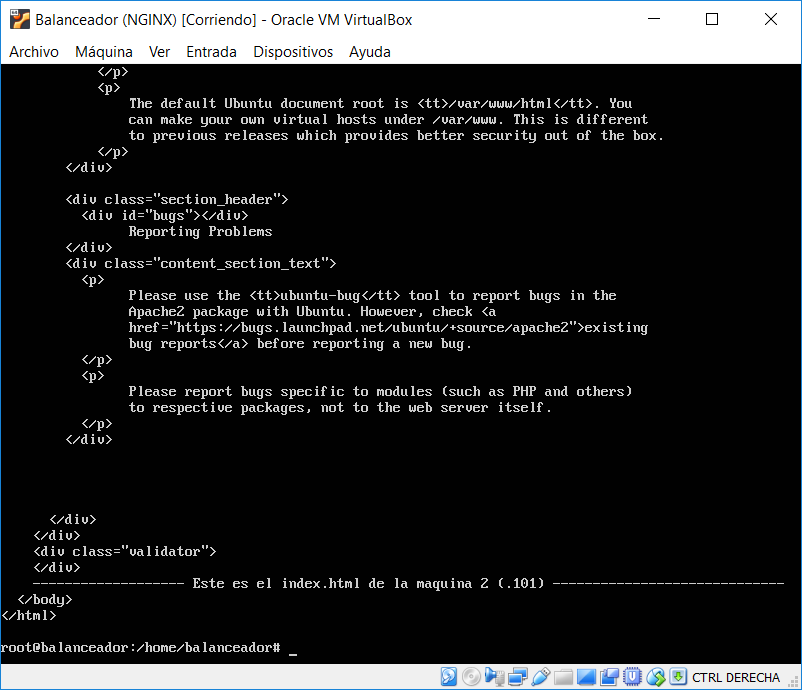 Balanceador (NGINX) [Corriendo] - Oracle VM VirtualBox
Archivo Máquina Ver Entrada Dispositivos Ayuda
</p>
<p>
The default Ubuntu document root is <tt>/var/www/html</tt>. You
can make your own virtual hosts under /var/www. This is different
to previous releases which provides better security out of the box.
</p>
</div>
<div class="section_header">
<div id="bugs"></div>
Reporting Problems
</div>
<div class="content_section_text">
<p>
Please use the <tt>ubuntu-bug</tt> tool to report bugs in the
Apache2 package with Ubuntu. However, check <a
href="https://bugs.launchpad.net/ubuntu/+source/apache2">existing
bug reports</a> before reporting a new bug.
</p>
<p>
Please report bugs specific to modules (such as PHP and others)
to respective packages, not to the web server itself.
</p>
</div>
</div>
</div>
<div class="validator">
</div>
------------------- Este es el index.html de la maquina 2 (.101) -----------------------------
</body>
</html>
root@balanceador:/home/balanceador# _
CTRL DERECHA